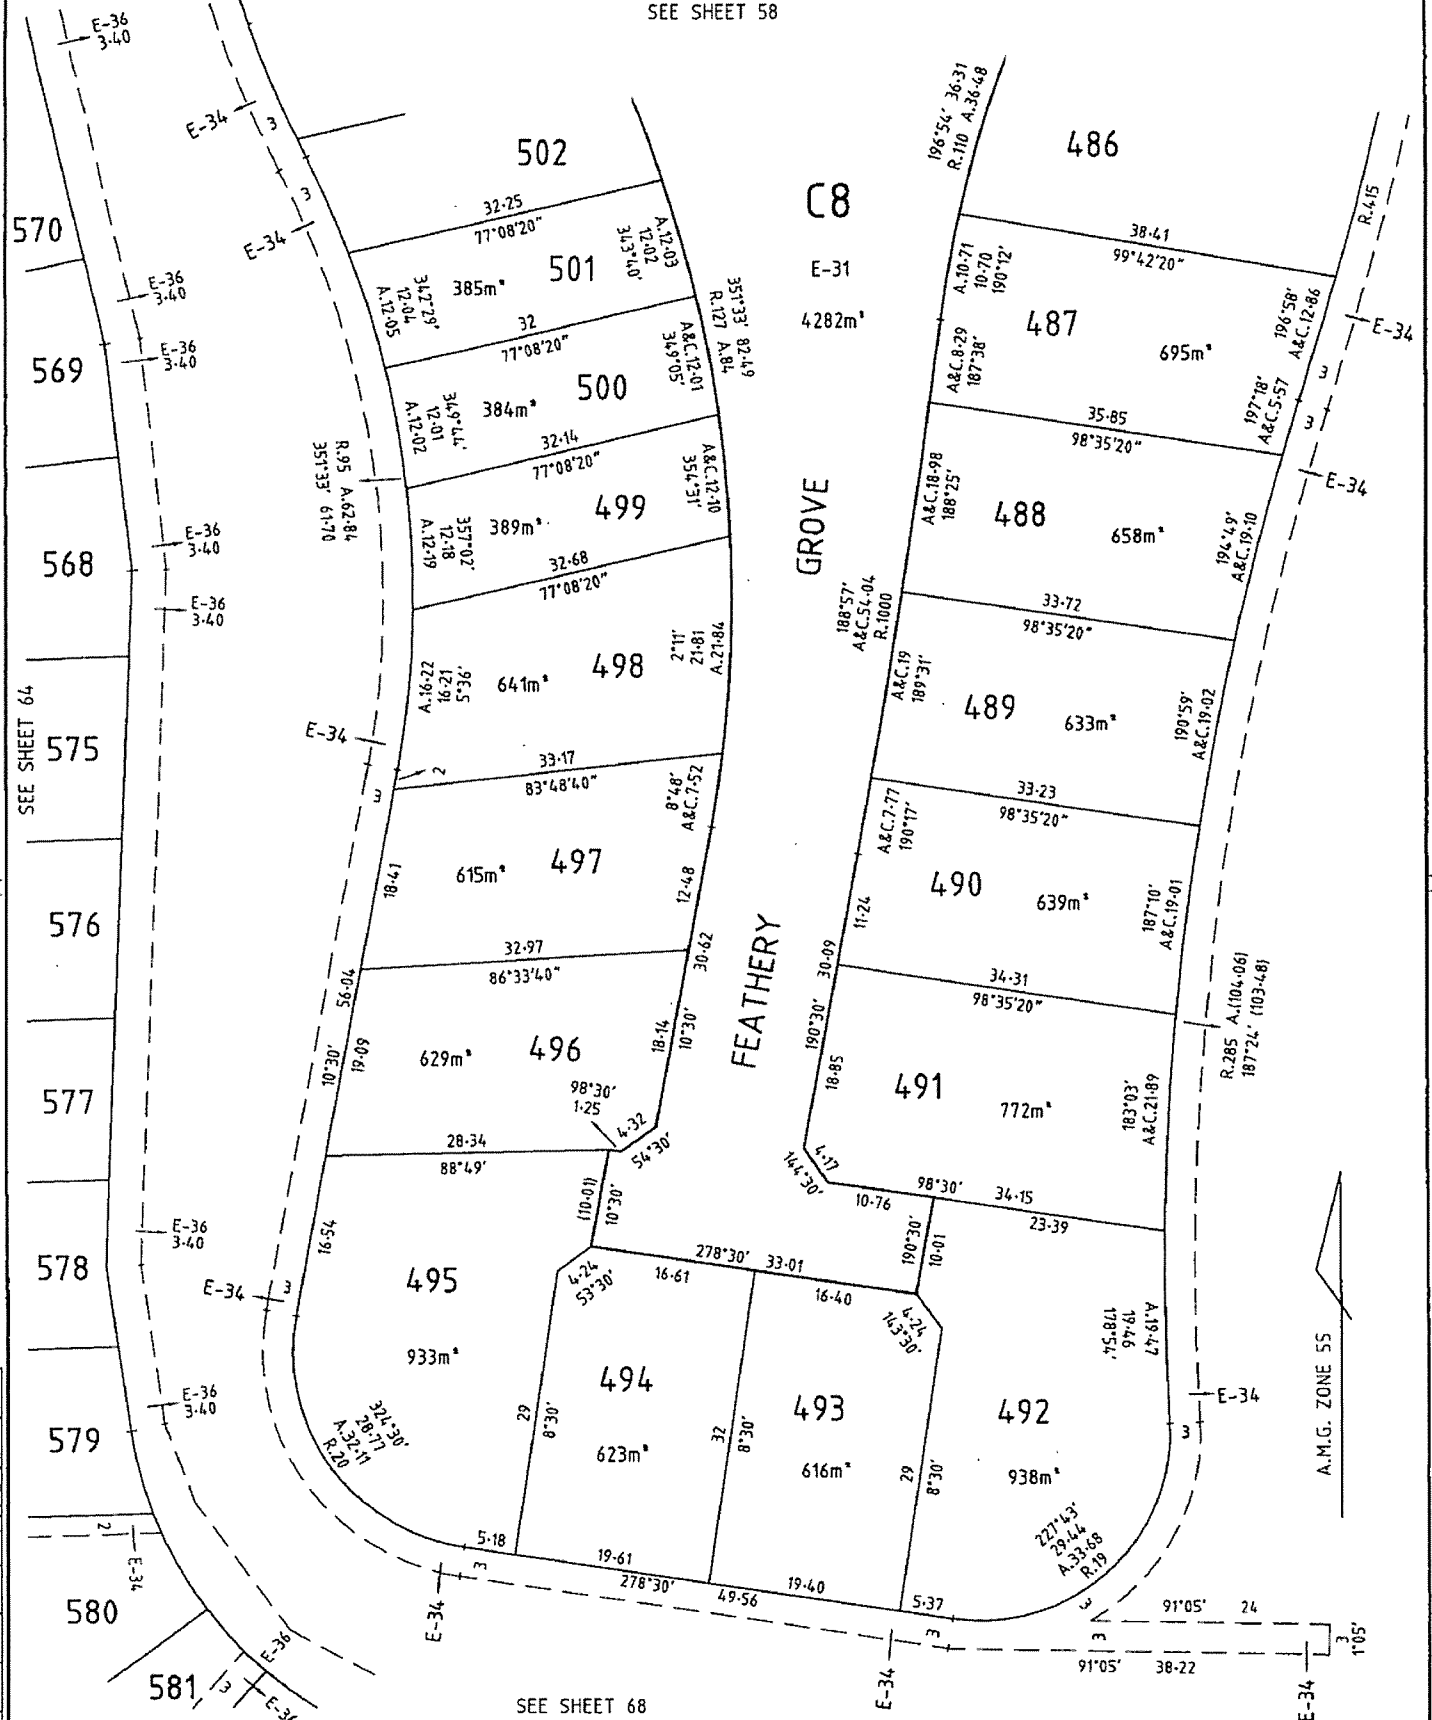 SEE SHEET 58
E-36
3·40
E-34
3
3
E-34
502
32·25
77°08'20"
C8
E-31
4282m²
196°54' 36·31
R.110 A.36·48
486
R.415
570
E-36
3·40
E-36
3·40
569
501
385m²
A.12·03
12·02
343°40'
342°29'
12·04
A.12·05
32
77°08'20"
351°33' 82·49
R.127 A.84
38·41
99°42'20"
A.10·71
10·70
190°12'
487
695m²
A&C.8·29
187°38'
196°58'
A&C.12·86
E-34
3
3
197°18'
A&C.5·57
500
384m²
A&C.12·01
349°05'
349°44'
12·01
A.12·02
32·14
77°08'20"
R.95 A.62·84
351°33' 61·70
35·85
98°35'20"
E-34
499
389m²
A&C.12·10
354°31'
357°02'
12·18
A.12·19
32·68
77°08'20"
GROVE
A&C.18·98
188°25'
488
658m²
194°49'
A&C.19·10
568
E-36
3·40
E-36
3·40
188°57'
A&C.54·04
R.1000
33·72
98°35'20"
498
641m²
A.16·22
16·21
5°36'
2°11'
21·81
A.21·84
A&C.19
189°31'
489
633m²
190°59'
A&C.19·02
SEE SHEET 64
575
E-34
2
3
33·17
83°48'40"
8°48'
A&C.7·52
33·23
98°35'20"
A&C.7·77
190°17'
497
615m²
18·41
12·48
490
639m²
11·24
187°10'
A&C.19·01
576
32·97
86°33'40"
30·62
30·09
34·31
98°35'20"
FEATHERY
56·04
10°30'
19·09
496
629m²
18·14
10°30'
98°30'
1·25
4·32
54°30'
190°30'
18·85
491
772m²
183°03'
A&C.21·89
R.285 A.(104·06)
187°24' (103·48)
577
28·34
88°49'
4·17
144°30'
10·76
98°30'
34·15
23·39
(10·01)
10°30'
190°30'
10·01
E-36
3·40
578
16·54
495
933m²
E-34
3
4·24
53°30'
278°30' 33·01
16·61
16·40
4·24
143°30'
A.19·47
19·46
178°54'
E-34
3
A.M.G. ZONE 55
E-36
3·40
579
324°30'
28·77
A.32·11
R.20
494
623m²
29
8°30'
493
616m²
32
8°30'
492
938m²
29
8°30'
227°43'
29·44
A.33·68
R.19
2
E-34
580
5·18
3
E-34
19·61
278°30'
49·56
19·40
5·37
3
E-34
3
3
91°05' 24
3
1°05'
91°05' 38·22
E-34
E-36
3
581
E-36
SEE SHEET 68